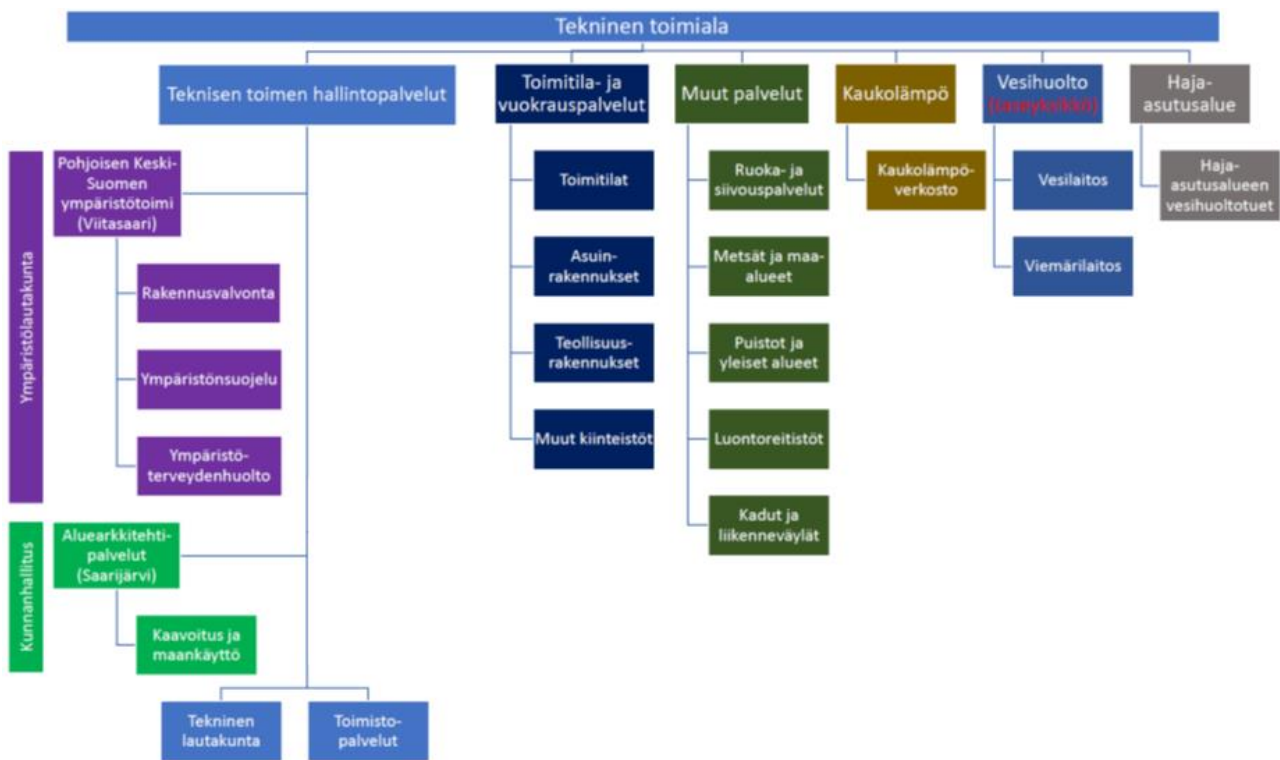 Tekninen toimiala
Teknisen toimen hallintopalvelut
Toimitila- ja
vuokrauspalvelut
Muut palvelut
Kaukolämpö
Vesihuolto
(taseyksikkö)
Haja-
asutusalue
Ympäristölautakunta
Pohjoisen Keski-
Suomen
ympäristötoimi
(Viitasaari)
Rakennusvalvonta
Ympäristönsuojelu
Ympäristö-
terveydenhuolto
Kunnanhallitus
Aluearkkitehti-
palvelut
(Saarijärvi)
Kaavoitus ja
maankäyttö
Tekninen
lautakunta
Toimisto-
palvelut
Toimitilat
Asuin-
rakennukset
Teollisuus-
rakennukset
Muut kiinteistöt
Ruoka- ja
siivouspalvelut
Metsät ja maa-
alueet
Puistot ja
yleiset alueet
Luontoreitistöt
Kadut ja
liikenneväylät
Kaukolämpö-
verkosto
Vesilaitos
Viemärilaitos
Haja-
asutusalueen
vesihuoltotuet